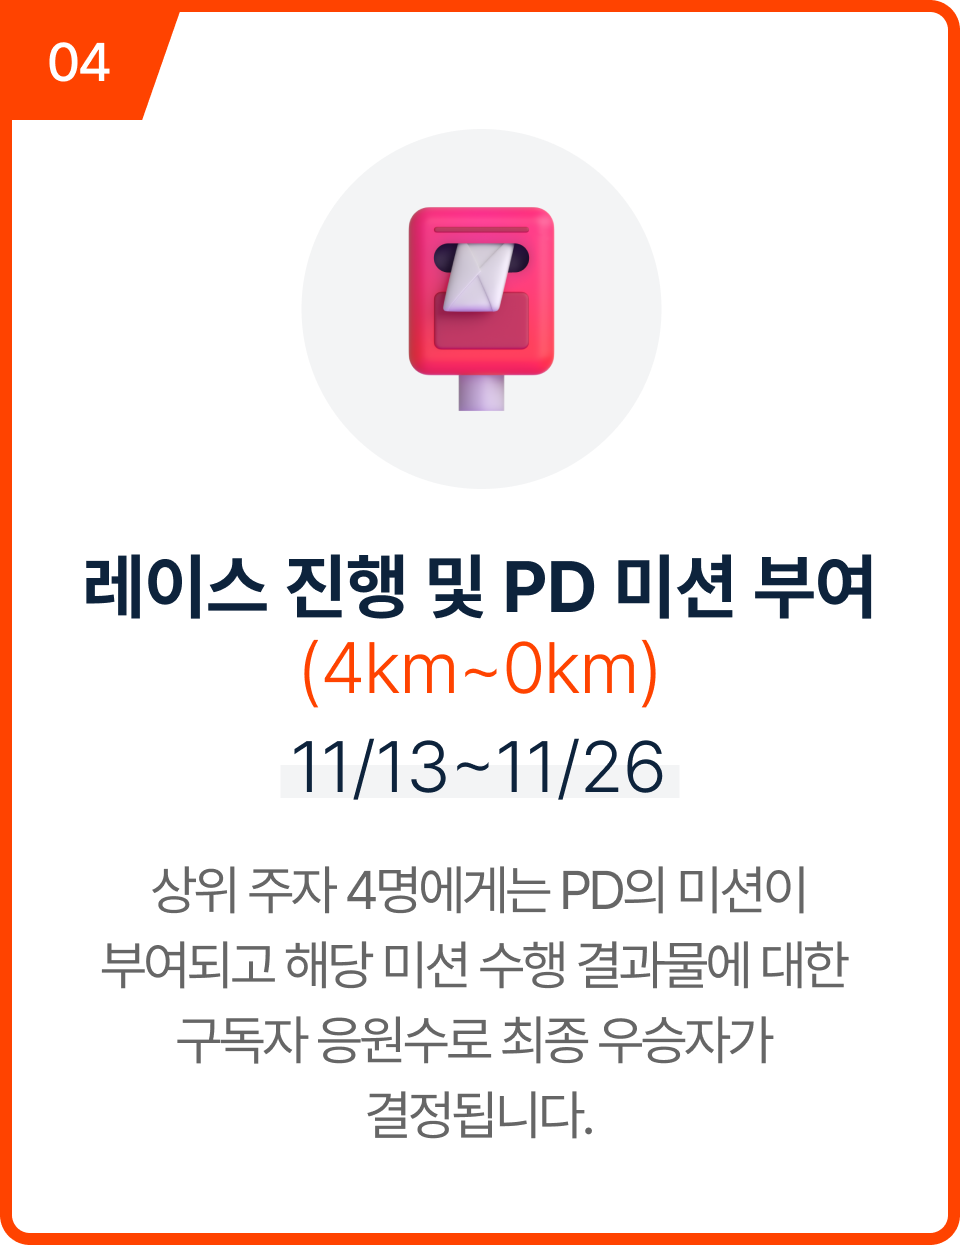 04
레이스 진행 및 PD 미션 부여
(4km~0km)
11/13~11/26
상위 주자 4명에게는 PD의 미션이
부여되고 해당 미션 수행 결과물에 대한
구독자 응원수로 최종 우승자가
결정됩니다.